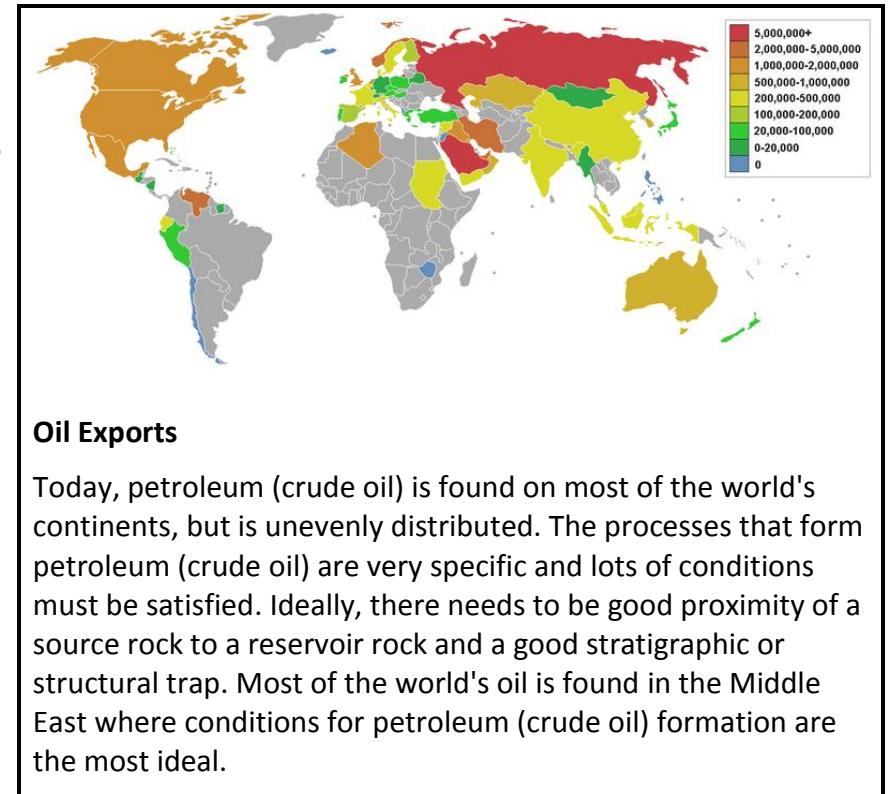 5,000,000+
2,000,000-5,000,000
1,000,000-2,000,000
500,000-1,000,000
200,000-500,000
100,000-200,000
20,000-100,000
0-20,000
0
Oil Exports
Today, petroleum (crude oil) is found on most of the world's
continents, but is unevenly distributed. The processes that form
petroleum (crude oil) are very specific and lots of conditions
must be satisfied. Ideally, there needs to be good proximity of a
source rock to a reservoir rock and a good stratigraphic or
structural trap. Most of the world's oil is found in the Middle
East where conditions for petroleum (crude oil) formation are
the most ideal.